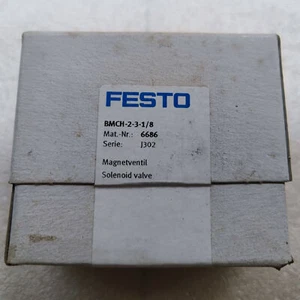 FESTO
BMCH-2-3-1/8
Mat.-Nr.: 6686
Serie: J302
Magnetventil
Solenoid valve